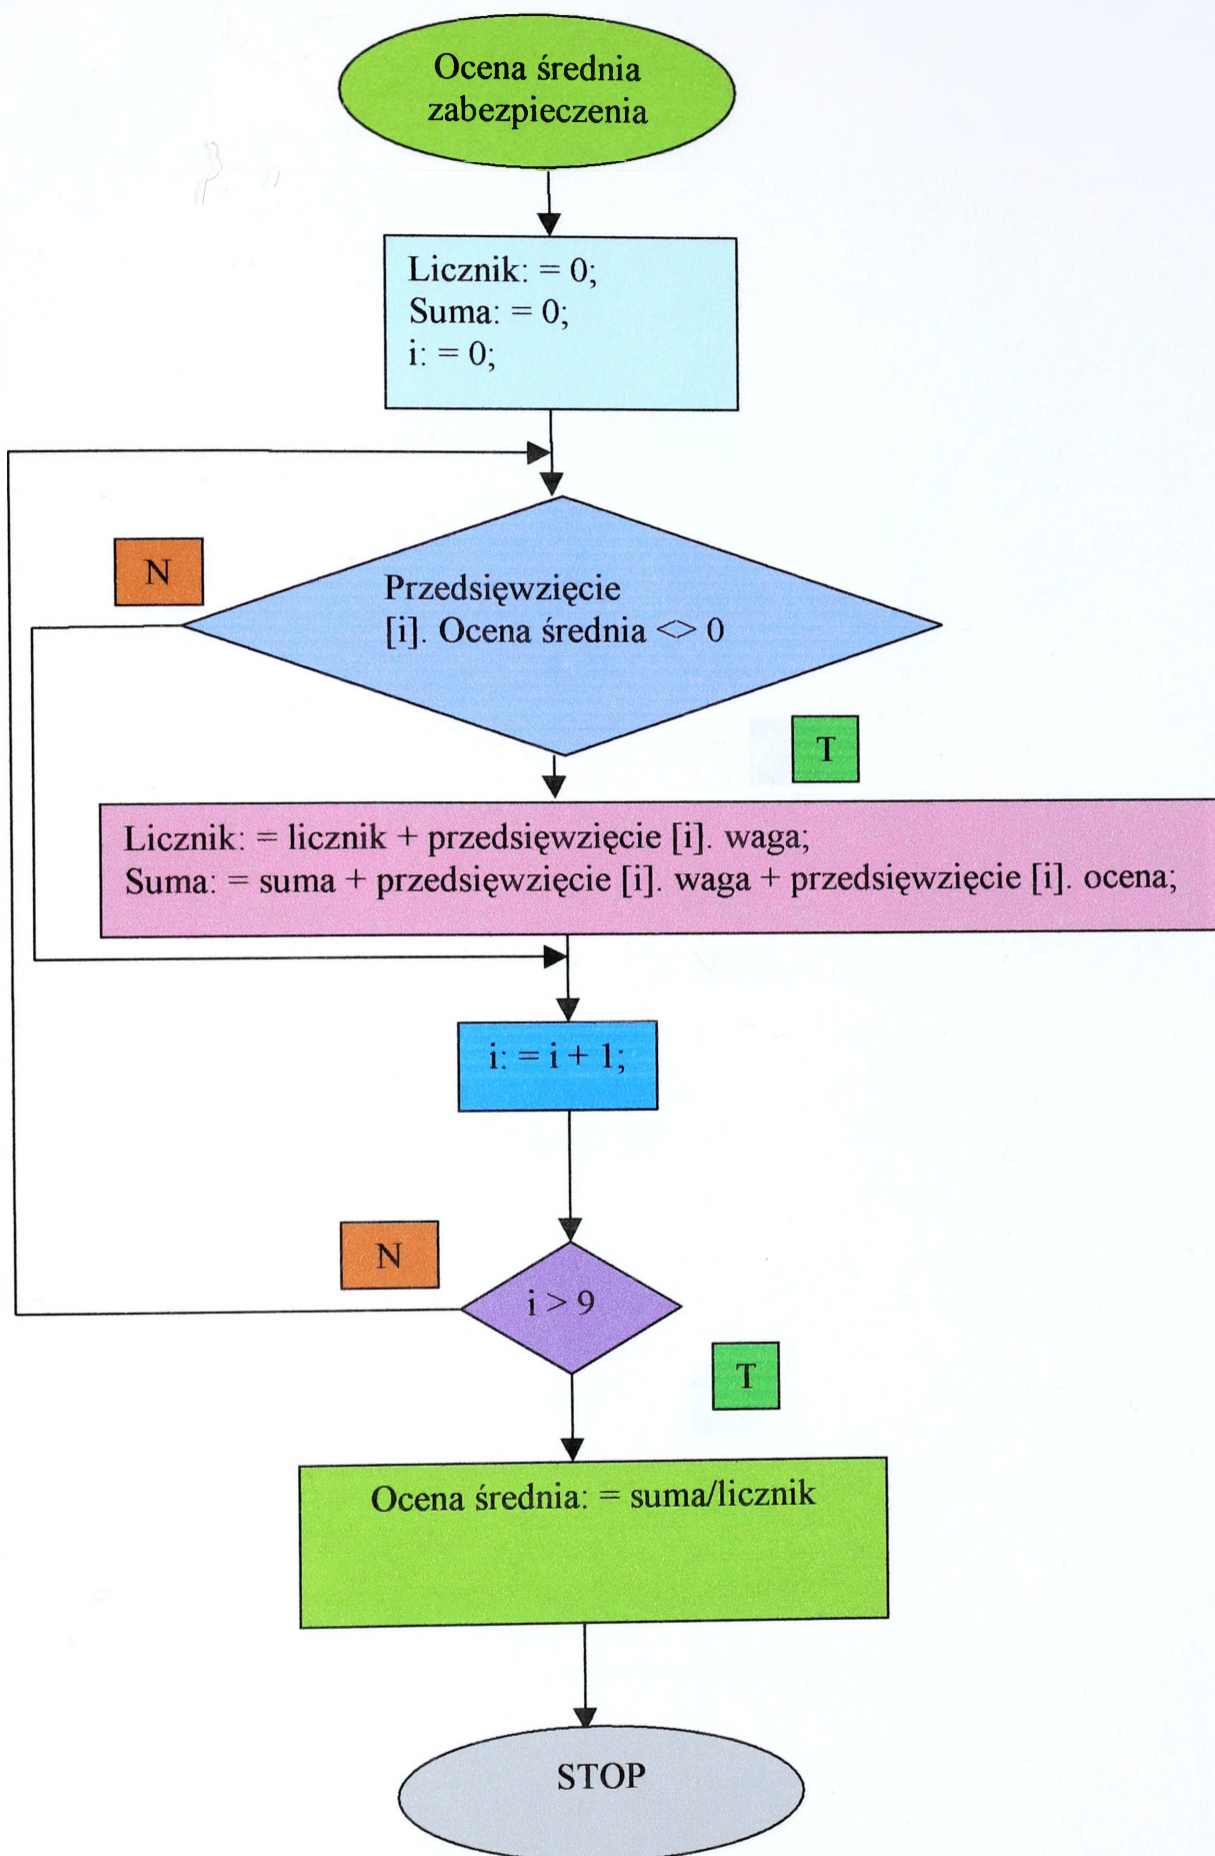 Ocena średnia
zabezpieczenia
Licznik: = 0;
Suma: = 0;
i: = 0;
N
Przedsięwzięcie
[i]. Ocena średnia <> 0
T
Licznik: = licznik + przedsięwzięcie [i]. waga;
Suma: = suma + przedsięwzięcie [i]. waga + przedsięwzięcie [i]. ocena;
i: = i + 1;
N
i > 9
T
Ocena średnia: = suma/licznik
STOP